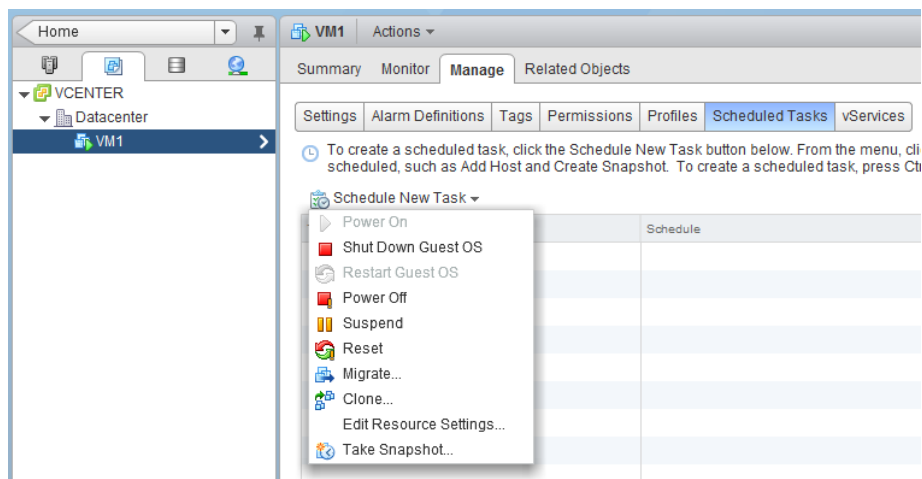 Home
VM1 Actions
Summary Monitor Manage Related Objects
VCENTER
Datacenter
VM1
Settings Alarm Definitions Tags Permissions Profiles Scheduled Tasks vServices
To create a scheduled task, click the Schedule New Task button below. From the menu,
scheduled, such as Add Host and Create Snapshot. To create a scheduled task, press
Schedule New Task
Schedule
Power On
Shut Down Guest OS
Restart Guest OS
Power Off
Suspend
Reset
Migrate...
Clone...
Edit Resource Settings...
Take Snapshot...